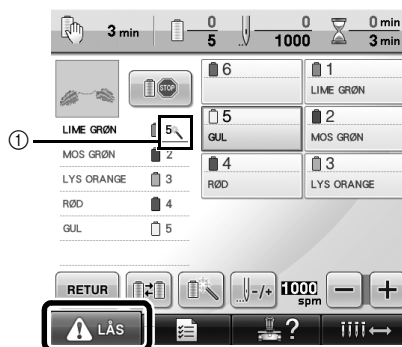 3 min
0
5
0
1000
0 min
3 min
STOP
6
1
LIME GRØN
5
GUL
2
MOS GRØN
4
RØD
3
LYS ORANGE
①
LIME GRØN 5
MOS GRØN 2
LYS ORANGE 3
RØD 4
GUL 5
RETUR
-/+
1000
spm
−
+
LÅS
?